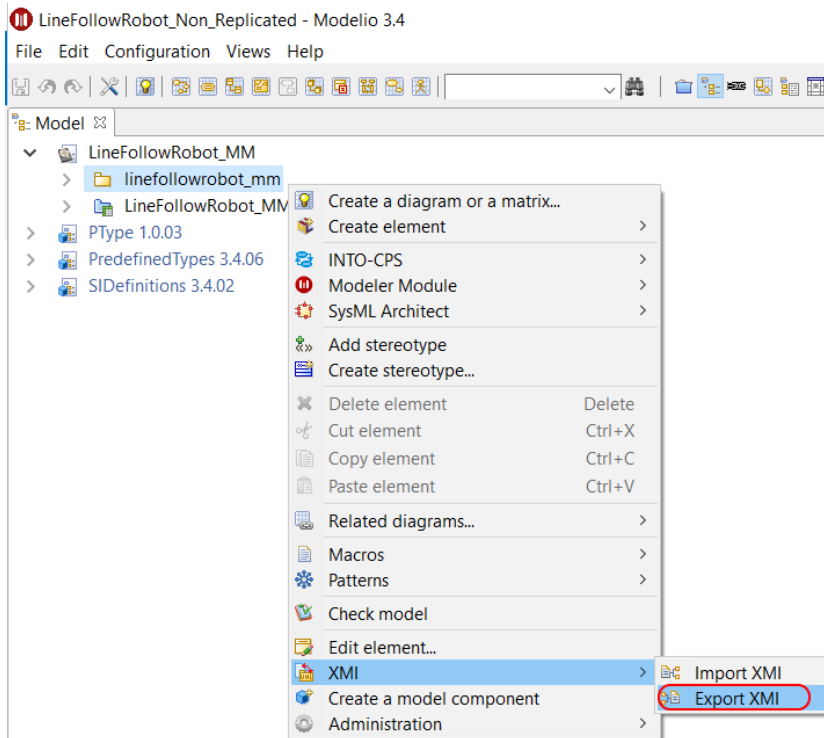 LineFollowRobot_Non_Replicated - Modelio 3.4
File Edit Configuration Views Help
Model
LineFollowRobot_MM
linefollowrobot_mm
LineFollowRobot_MM
PType 1.0.03
PredefinedTypes 3.4.06
SIDefinitions 3.4.02
Create a diagram or a matrix...
Create element
INTO-CPS
Modeler Module
SysML Architect
Add stereotype
Create stereotype...
Delete element Delete
Cut element Ctrl+X
Copy element Ctrl+C
Paste element Ctrl+V
Related diagrams...
Macros
Patterns
Check model
Edit element...
XMI
Create a model component
Administration
Import XMI
Export XMI